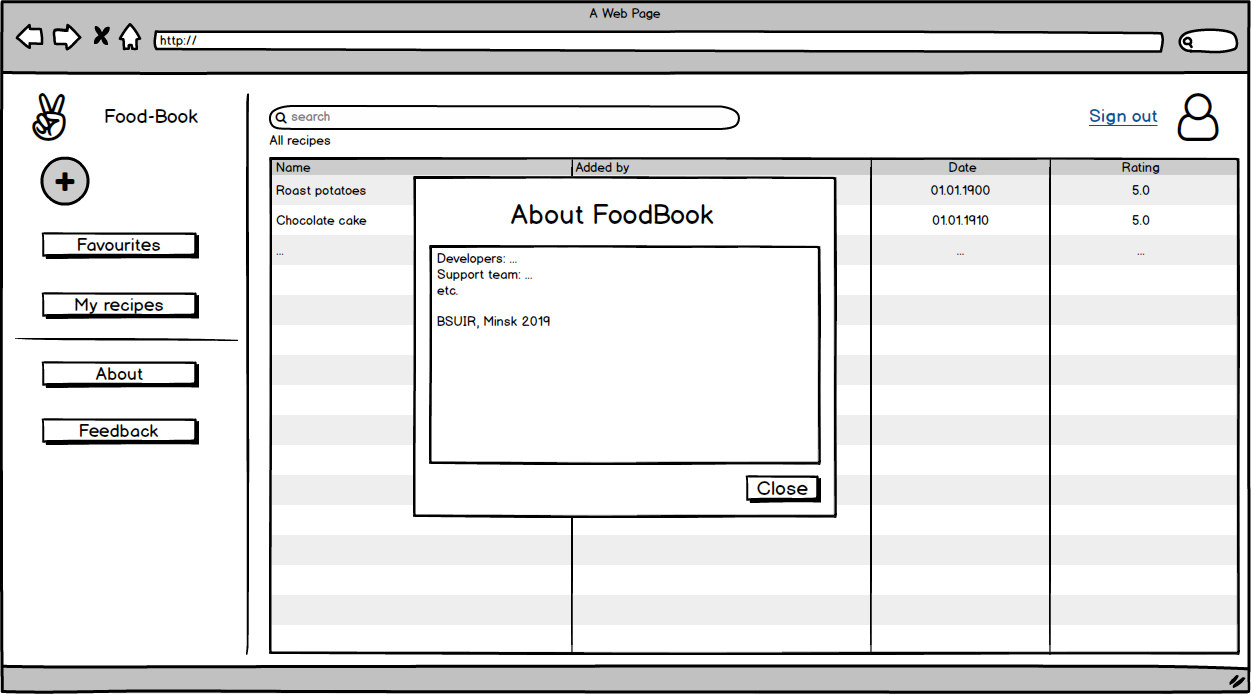 A Web Page
http://
Food-Book
search
Sign out
All recipes
Name Added by Date Rating
Roast potatoes 01.01.1900 5.0
Chocolate cake 01.01.1910 5.0
... ... ...
Favourites
My recipes
About
Feedback
About FoodBook
Developers: ...
Support team: ...
etc.
BSUIR, Minsk 2019
Close